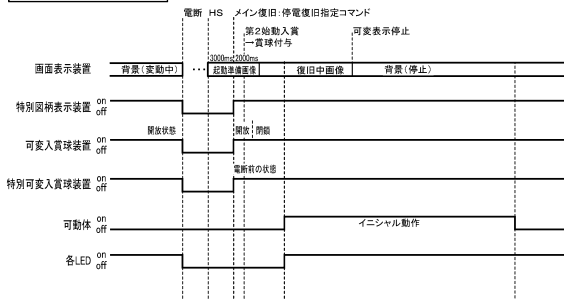 電断 HS メイン復旧:停電復旧指定コマンド
第2始動入賞
→賞球付与
可変表示停止
3000ms 2000ms
画面表示装置 背景(変動中) ・・・ 起動準備画像 復旧中画像 背景(停止)
特別図柄表示装置 on
off
開放状態 開放 閉鎖
可変入賞球装置 on
off
電断前の状態
特別可変入賞球装置 on
off
可動体 on
off
イニシャル動作
各LED on
off